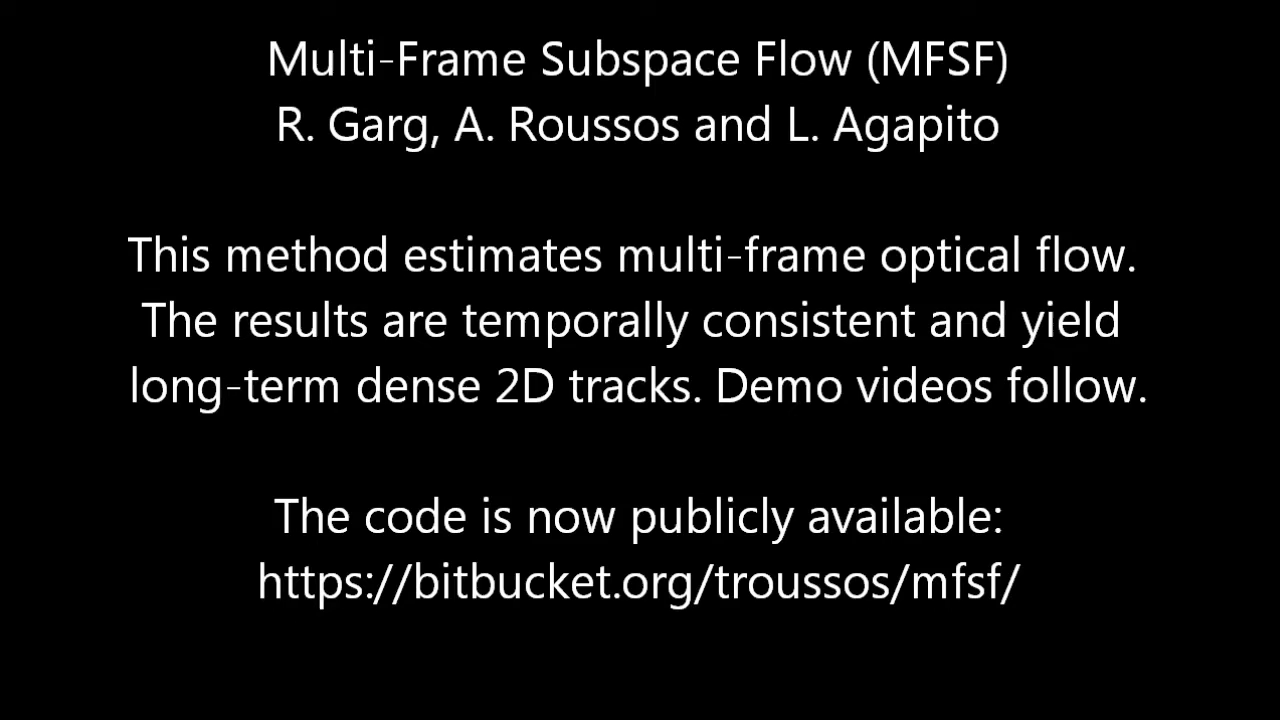 Multi-Frame Subspace Flow (MFSF)
R. Garg, A. Roussos and L. Agapito
This method estimates multi-frame optical flow.
The results are temporally consistent and yield
long-term dense 2D tracks. Demo videos follow.
The code is now publicly available:
https://bitbucket.org/troussos/mfsf/